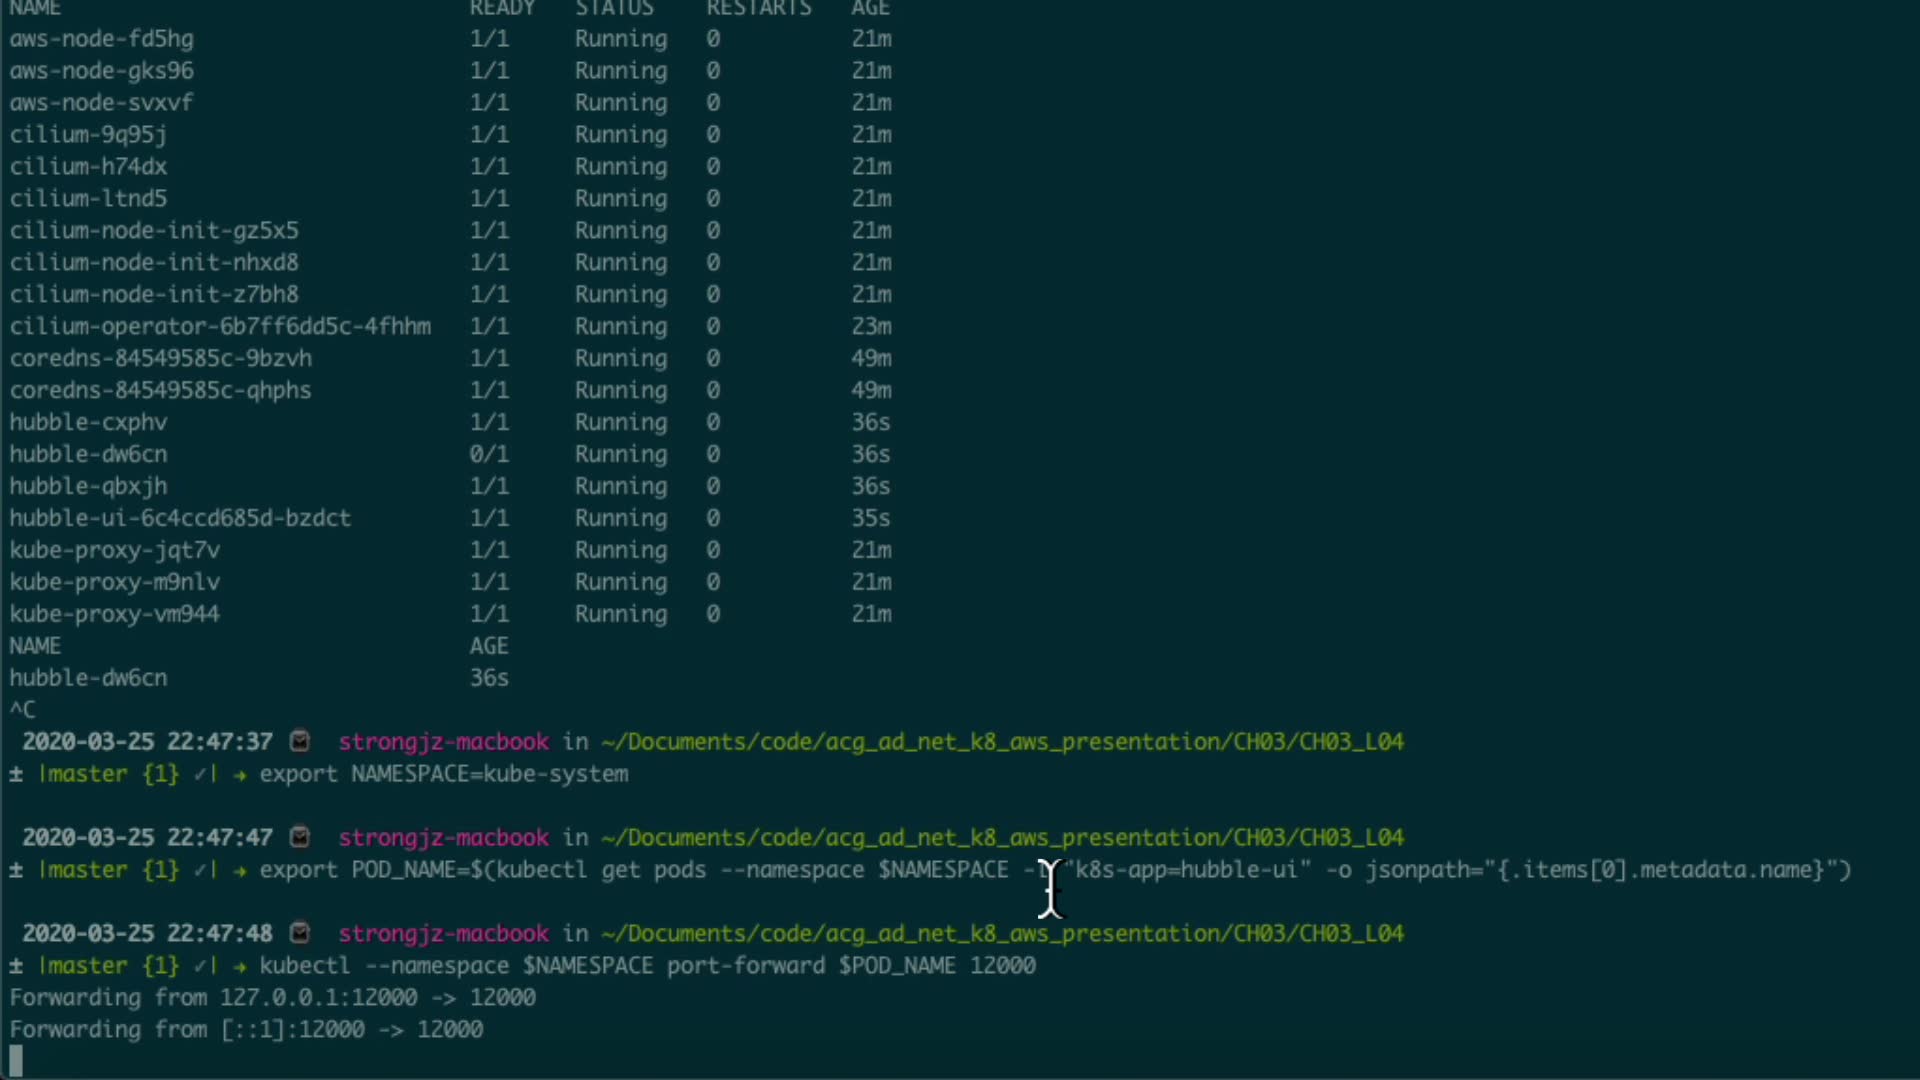 NAME READY STATUS RESTARTS AGE
aws-node-fd5hg 1/1 Running 0 21m
aws-node-gks96 1/1 Running 0 21m
aws-node-svxvf 1/1 Running 0 21m
cilium-9q95j 1/1 Running 0 21m
cilium-h74dx 1/1 Running 0 21m
cilium-ltnd5 1/1 Running 0 21m
cilium-node-init-gz5x5 1/1 Running 0 21m
cilium-node-init-nhxd8 1/1 Running 0 21m
cilium-node-init-z7bh8 1/1 Running 0 21m
cilium-operator-6b7ff6dd5c-4fhhm 1/1 Running 0 23m
coredns-84549585c-9bzvh 1/1 Running 0 49m
coredns-84549585c-qhphs 1/1 Running 0 49m
hubble-cxphv 1/1 Running 0 36s
hubble-dw6cn 0/1 Running 0 36s
hubble-qbxjh 1/1 Running 0 36s
hubble-ui-6c4ccd685d-bzdct 1/1 Running 0 35s
kube-proxy-jqt7v 1/1 Running 0 21m
kube-proxy-m9nlv 1/1 Running 0 21m
kube-proxy-vm944 1/1 Running 0 21m
NAME AGE
hubble-dw6cn 36s
^C
2020-03-25 22:47:37 strongjz-macbook in ~/Documents/code/acg_ad_net_k8_aws_presentation/CH03/CH03_L04
± |master {1} ✓| → export NAMESPACE=kube-system
2020-03-25 22:47:47 strongjz-macbook in ~/Documents/code/acg_ad_net_k8_aws_presentation/CH03/CH03_L04
± |master {1} ✓| → export POD_NAME=$(kubectl get pods --namespace $NAMESPACE -l "k8s-app=hubble-ui" -o jsonpath="{.items[0].metadata.name}")
2020-03-25 22:47:48 strongjz-macbook in ~/Documents/code/acg_ad_net_k8_aws_presentation/CH03/CH03_L04
± |master {1} ✓| → kubectl --namespace $NAMESPACE port-forward $POD_NAME 12000
Forwarding from 127.0.0.1:12000 -> 12000
Forwarding from [::1]:12000 -> 12000